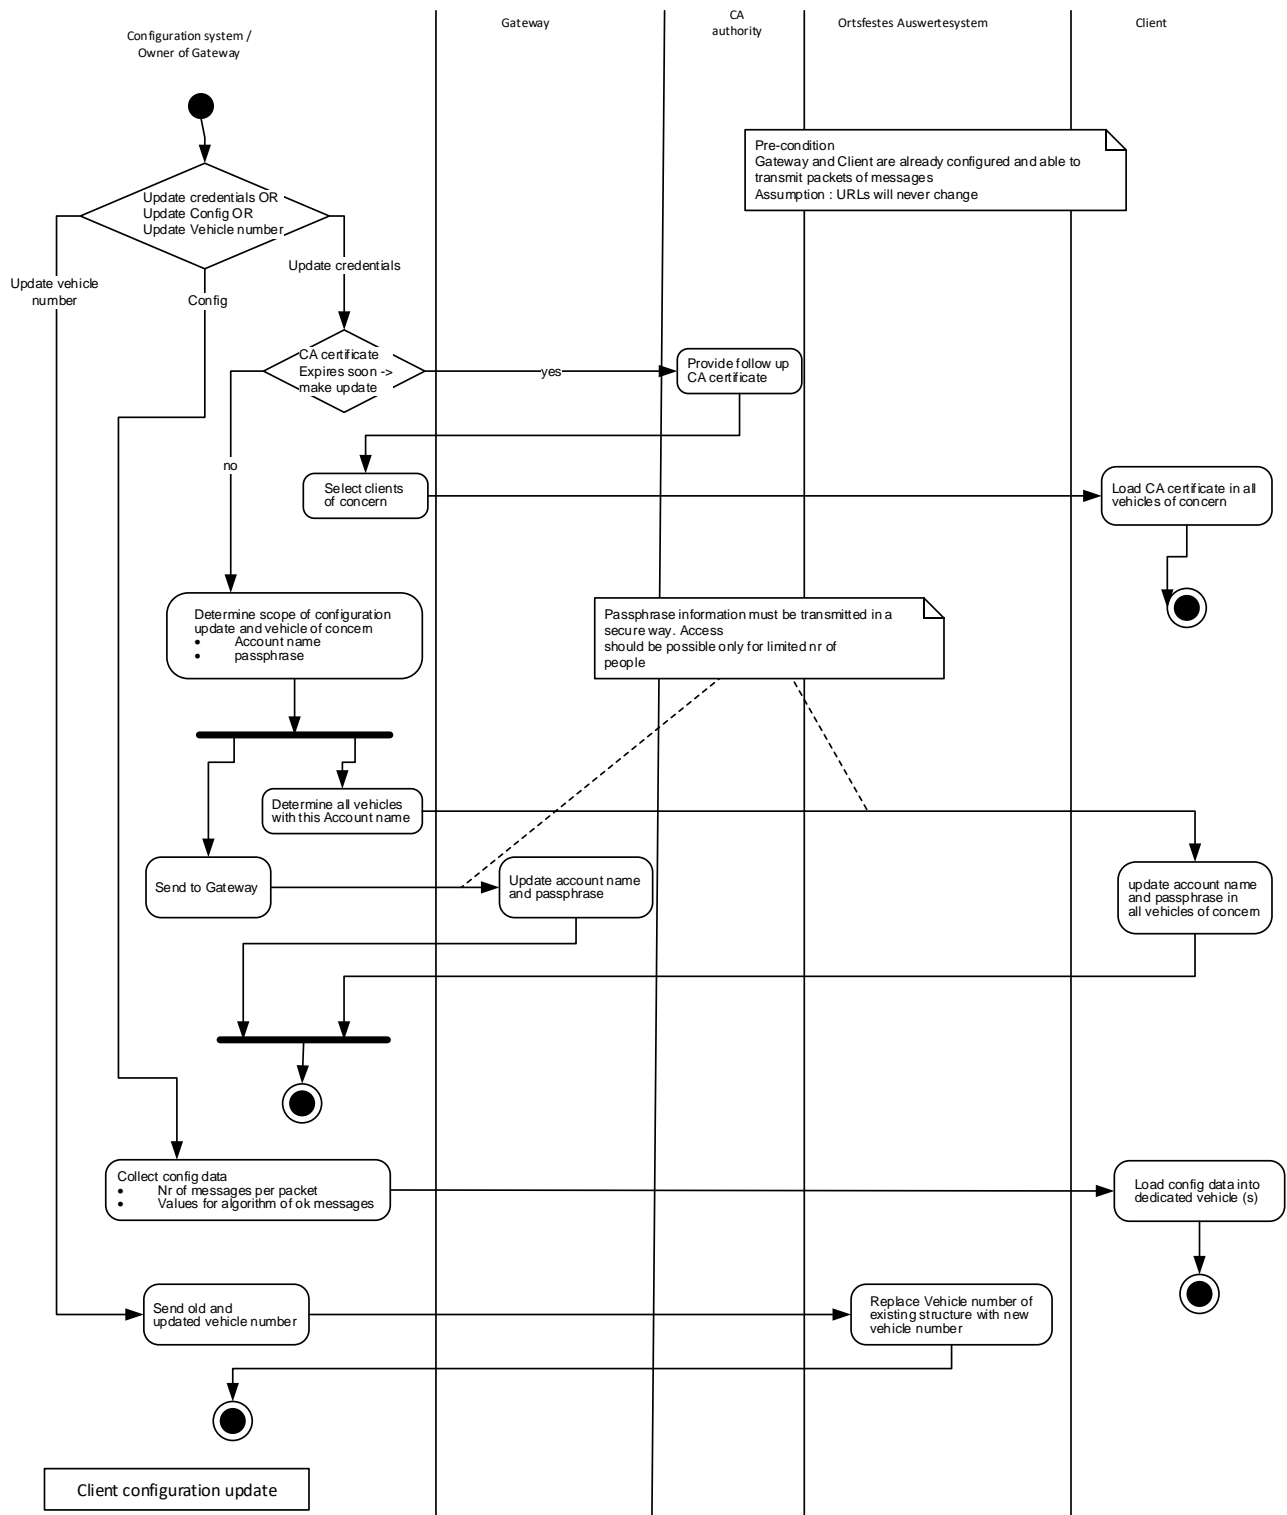 Configuration system /
Owner of Gateway
Gateway
CA
authority
Ortsfestes Auswertesystem
Client
Pre-condition
Gateway and Client are already configured and able to
transmit packets of messages
Assumption : URLs will never change
Update credentials OR
Update Config OR
Update Vehicle number
Update vehicle
number
Config
Update credentials
CA certificate
Expires soon ->
make update
yes
Provide follow up
CA certificate
no
Select clients
of concern
Load CA certificate in all
vehicles of concern
Determine scope of configuration
update and vehicle of concern
• Account name
• passphrase
Passphrase information must be transmitted in a
secure way. Access
should be possible only for limited nr of
people
Determine all vehicles
with this Account name
Send to Gateway
Update account name
and passphrase
update account name
and passphrase in
all vehicles of concern
Collect config data
• Nr of messages per packet
• Values for algorithm of ok messages
Load config data into
dedicated vehicle (s)
Send old and
updated vehicle number
Replace Vehicle number of
existing structure with new
vehicle number
Client configuration update